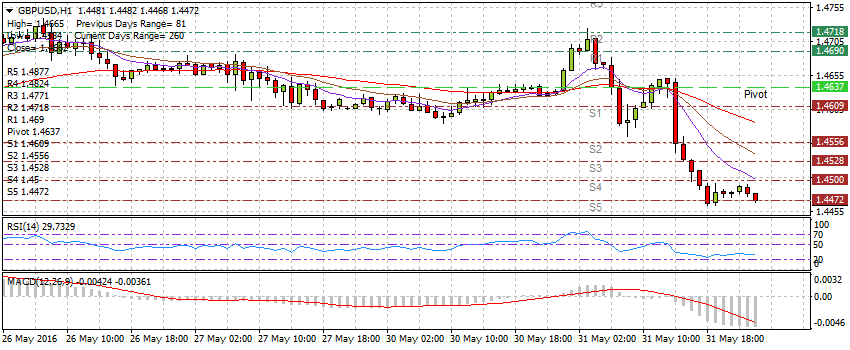 GBPUSD,H1 1.4481 1.4482 1.4468 1.4472
Previous Days Range= 81
Current Days Range= 260
R5 1.4877
R4 1.4824
R3 1.4771
R2 1.4718
R1 1.469
Pivot 1.4637
S1 1.4609
S2 1.4556
S3 1.4528
S4 1.45
S5 1.4472
R3
R2
S1
S2
S3
S4
S5
Pivot
1.4755
1.4718
1.4705
1.4690
1.4655
1.4637
1.4609
1.4556
1.4528
1.4500
1.4472
1.4455
RSI(14) 29.7329
100
70
50
20
0
MACD(12,26,9) -0.00424 -0.00361
0.0032
0.00
-0.0046
26 May 2016 26 May 10:00 26 May 18:00 27 May 02:00 27 May 10:00 27 May 18:00 30 May 02:00 30 May 10:00 30 May 18:00 31 May 02:00 31 May 10:00 31 May 18:00